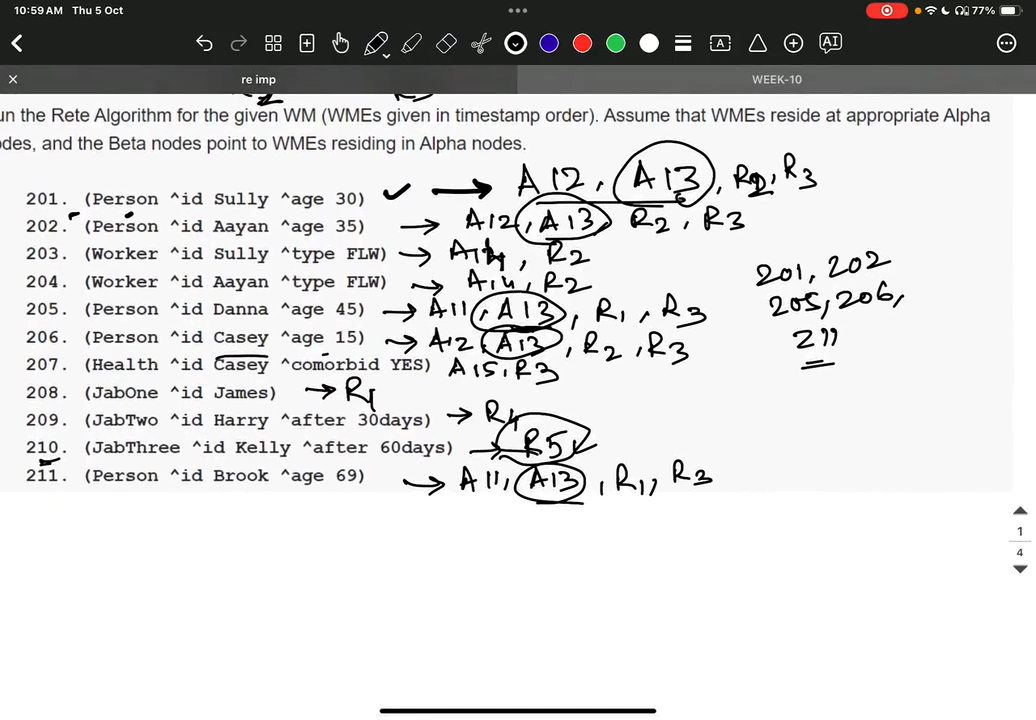 10:59 AM Thu 5 Oct 77%
A AI
re imp WEEK-10
un the Rete Algorithm for the given WM (WMEs given in timestamp order). Assume that WMEs reside at appropriate Alpha
odes, and the Beta nodes point to WMEs residing in Alpha nodes.
201. (Person ^id Sully ^age 30) ✓ → A12, A13, R2, R3
202. (Person ^id Aayan ^age 35) → A12, A13, R2, R3
203. (Worker ^id Sully ^type FLW) → A14, R2
204. (Worker ^id Aayan ^type FLW) → A14, R2
205. (Person ^id Danna ^age 45) → A11, A13, R1, R3
206. (Person ^id Casey ^age 15) → A12, A13, R2, R3
207. (Health ^id Casey ^comorbid YES) A15, R3
208. (JabOne ^id James) → R4
209. (JabTwo ^id Harry ^after 30days) → R4
210. (JabThree ^id Kelly ^after 60days) → R5
211. (Person ^id Brook ^age 69) → A11, A13, R1, R3
201, 202
205, 206,
211
1
4